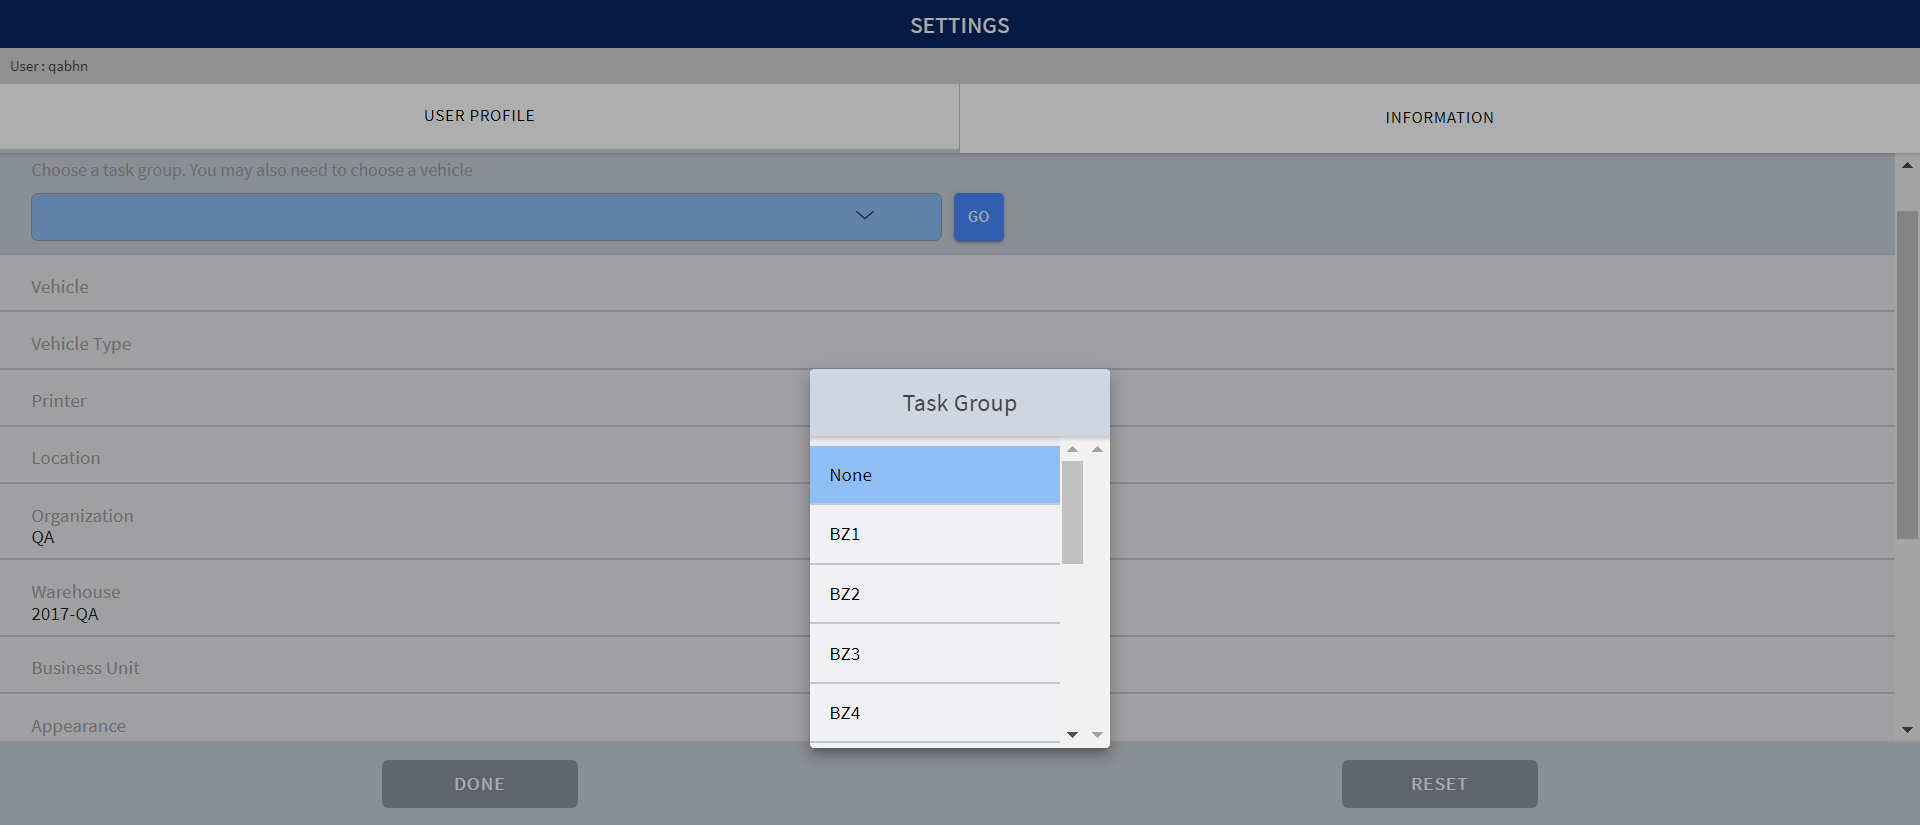 SETTINGS
User : qabhn
USER PROFILE
INFORMATION
Choose a task group. You may also need to choose a vehicle
GO
Vehicle
Vehicle Type
Printer
Location
Organization
QA
Warehouse
2017-QA
Business Unit
Appearance
Task Group
None
BZ1
BZ2
BZ3
BZ4
DONE
RESET